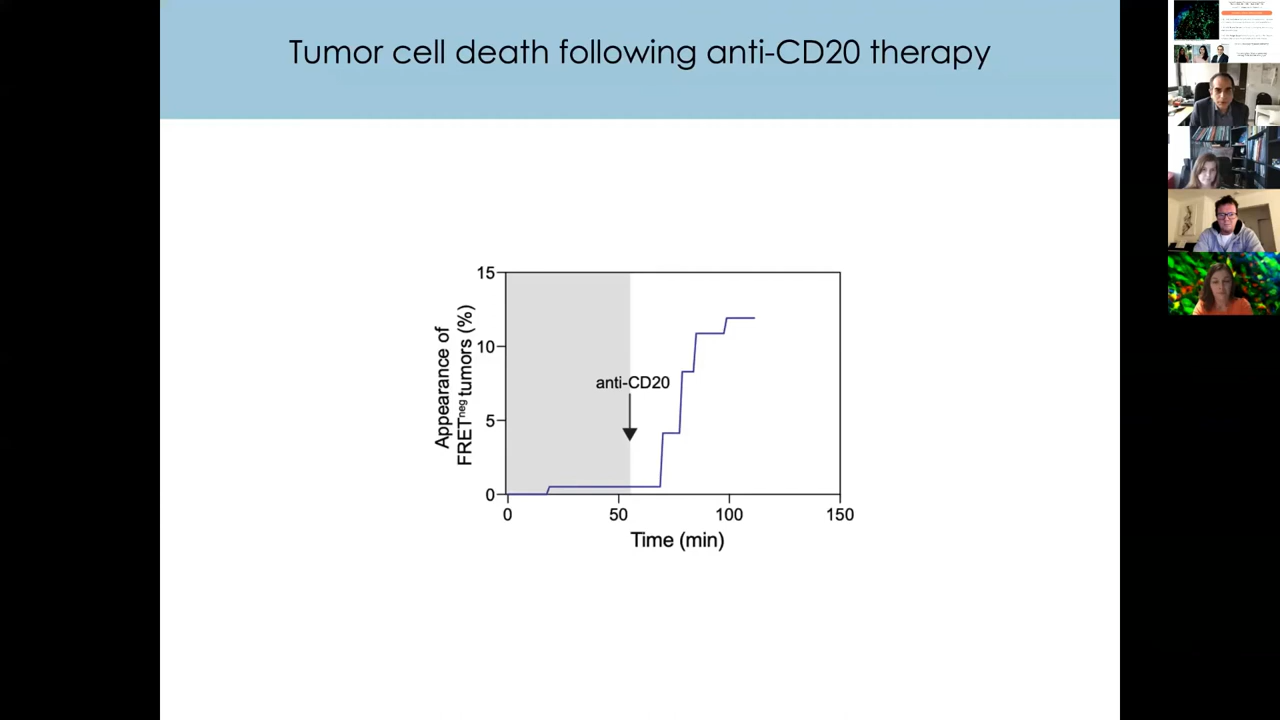 Tumor cell death following anti-CD20 therapy
15
10
5
0
Appearance of
FRETneg tumors (%)
anti-CD20
0 50 100 150
Time (min)